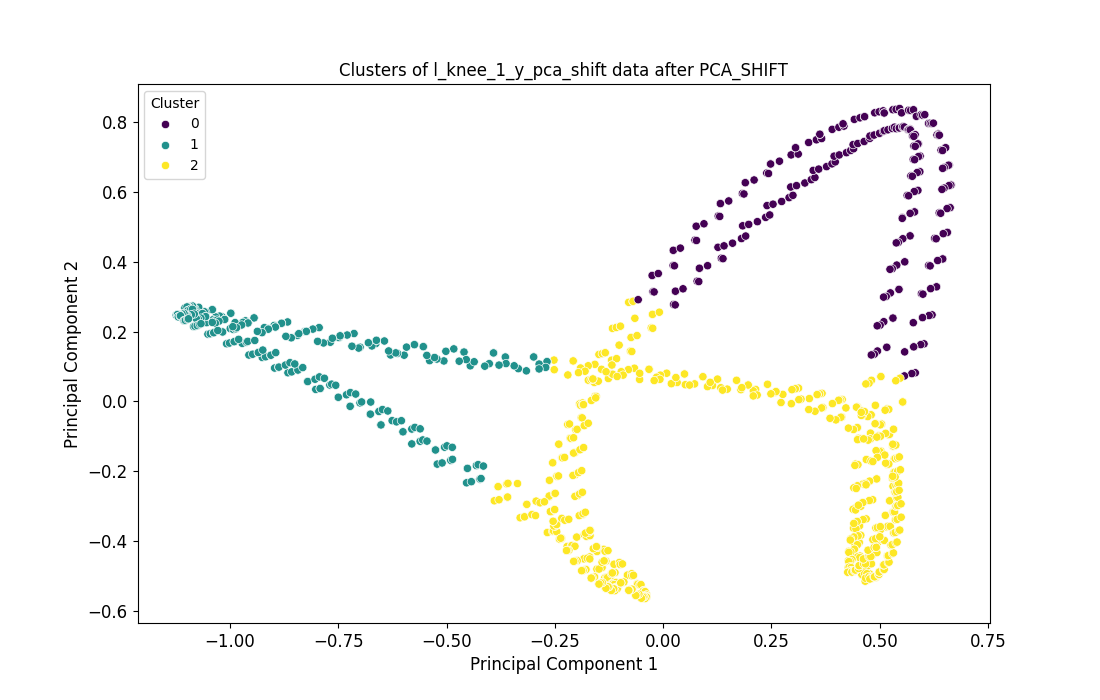 Clusters of l_knee_1_y_pca_shift data after PCA_SHIFT
Cluster
0
1
2
Principal Component 2
0.8
0.6
0.4
0.2
0.0
−0.2
−0.4
−0.6
−1.00 −0.75 −0.50 −0.25 0.00 0.25 0.50 0.75
Principal Component 1